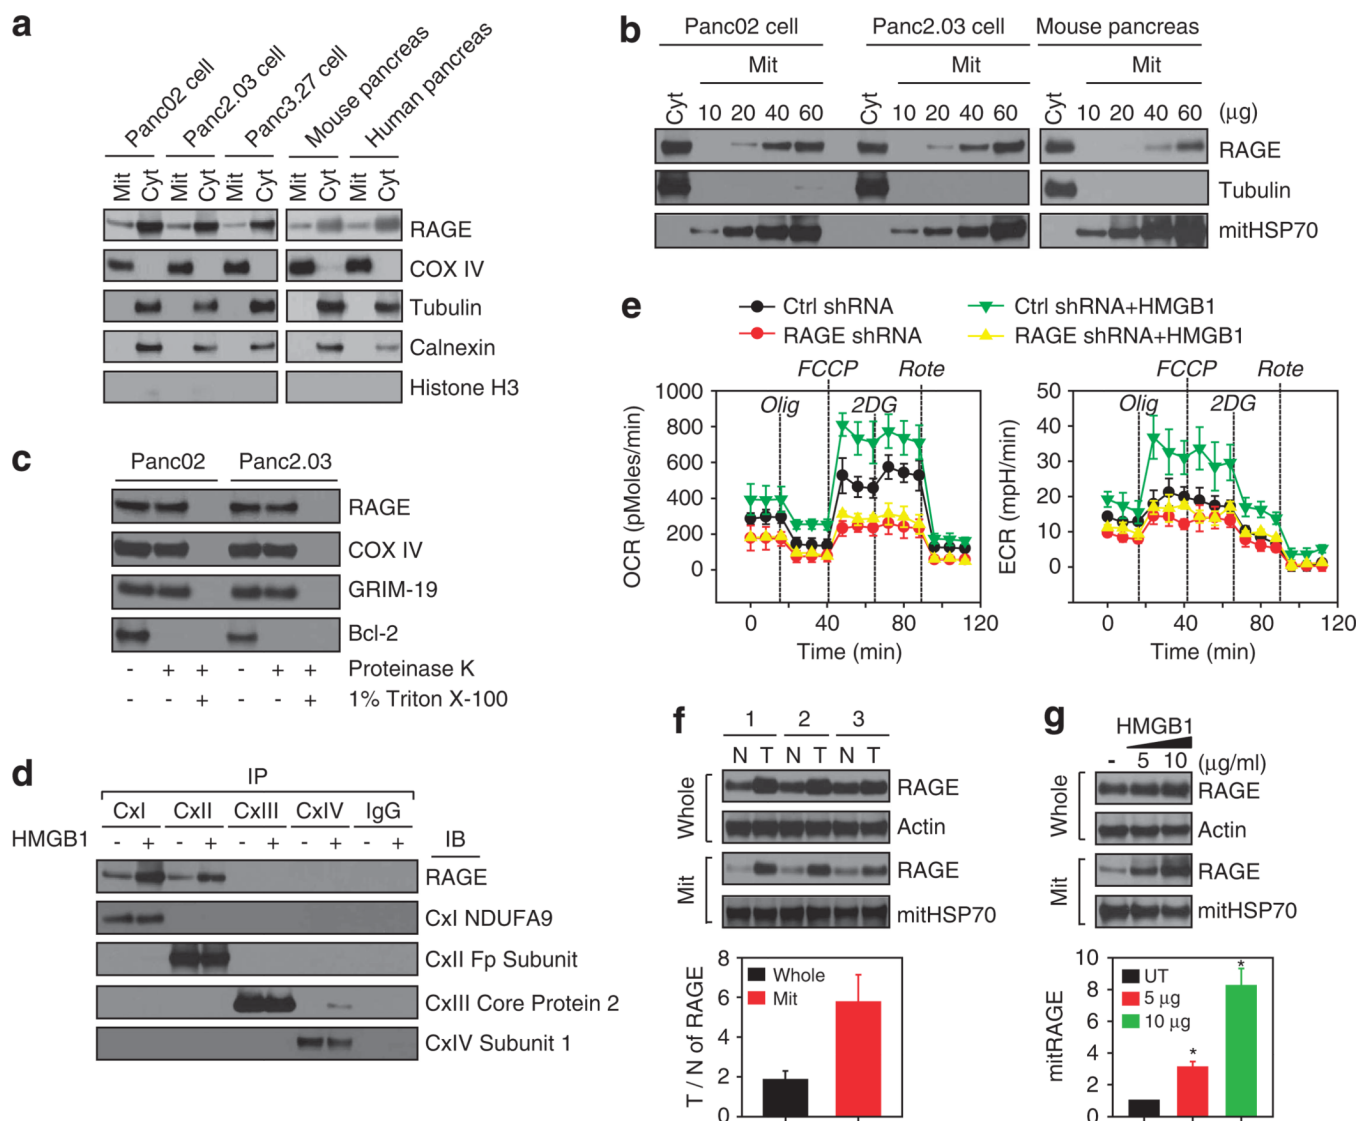 a
Panc02 cell
Panc2.03 cell
Panc3.27 cell
Mouse pancreas
Human pancreas
Mit Cyt Mit Cyt Mit Cyt Mit Cyt Mit Cyt
RAGE
COX IV
Tubulin
Calnexin
Histone H3
b
Panc02 cell Panc2.03 cell Mouse pancreas
Mit Mit Mit
Cyt 10 20 40 60 Cyt 10 20 40 60 Cyt 10 20 40 60 (μg)
RAGE
Tubulin
mitHSP70
c
Panc02 Panc2.03
RAGE
COX IV
GRIM-19
Bcl-2
- + + - + + Proteinase K
- - + - - + 1% Triton X-100
d
IP
CxI CxII CxIII CxIV IgG
HMGB1 - + - + - + - + - + IB
RAGE
CxI NDUFA9
CxII Fp Subunit
CxIII Core Protein 2
CxIV Subunit 1
e
Ctrl shRNA Ctrl shRNA+HMGB1
RAGE shRNA RAGE shRNA+HMGB1
FCCP Rote
Olig 2DG
OCR (pMoles/min)
1000
800
600
400
200
0
0 40 80 120
Time (min)
FCCP Rote
Olig 2DG
ECR (mpH/min)
50
40
30
20
10
0
0 40 80 120
Time (min)
f
1 2 3
N T N T N T
Whole
RAGE
Actin
Mit
RAGE
mitHSP70
T / N of RAGE
8
6
4
2
0
Whole
Mit
g
HMGB1
- 5 10 (μg/ml)
Whole
RAGE
Actin
Mit
RAGE
mitHSP70
mitRAGE
10
8
6
4
2
0
UT
5 μg
10 μg
*
*